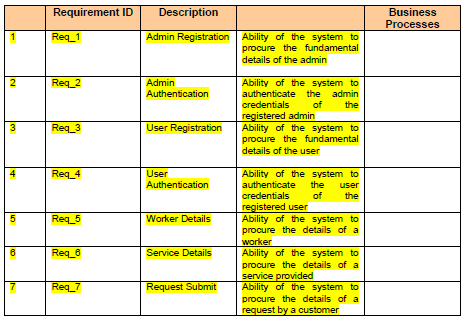 Requirement ID Description Business
Processes
1 Req_1 Admin Registration Ability of the system to
procure the fundamental
details of the admin
2 Req_2 Admin Ability of the system to
Authentication authenticate the admin
credentials of the
registered admin
3 Req_3 User Registration Ability of the system to
procure the fundamental
details of the user
4 Req_4 User Ability of the system to
Authentication authenticate the user
credentials of the
registered user
5 Req_5 Worker Details Ability of the system to
procure the details of a
worker
6 Req_6 Service Details Ability of the system to
procure the details of a
service provided
7 Req_7 Request Submit Ability of the system to
procure the details of a
request by a customer